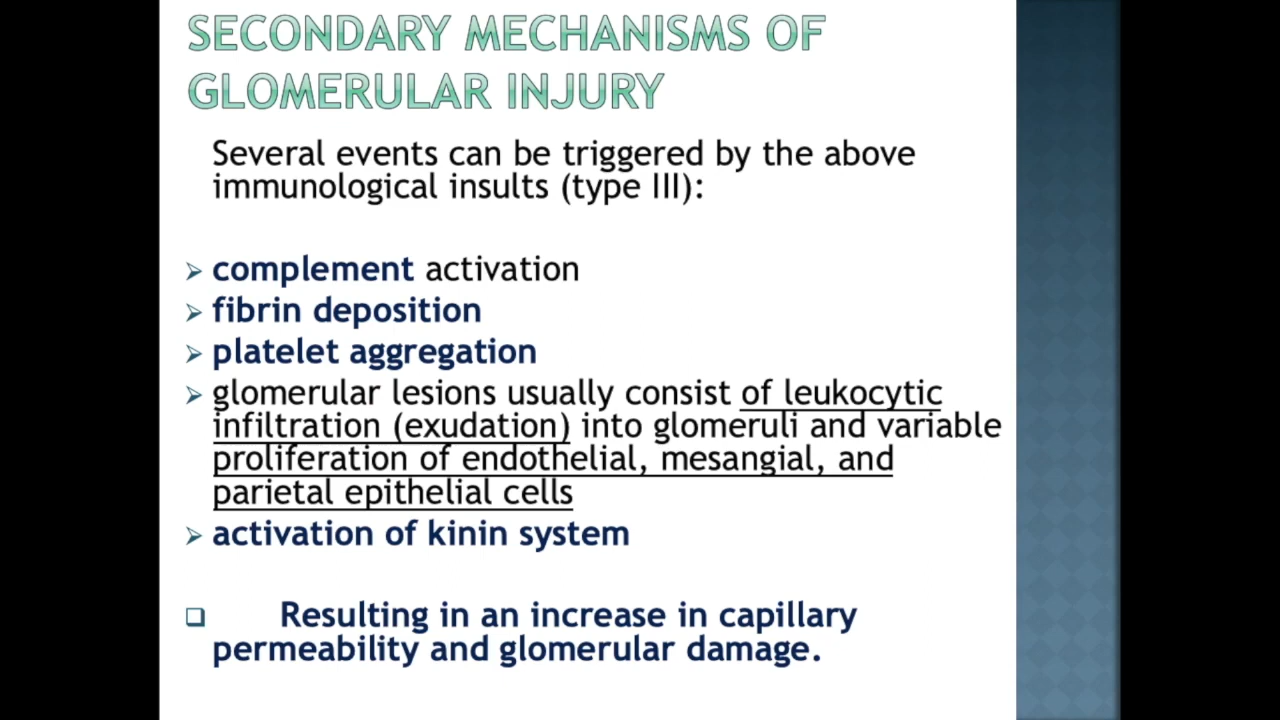 SECONDARY MECHANISMS OF
GLOMERULAR INJURY
Several events can be triggered by the above
immunological insults (type III):
➢ complement activation
➢ fibrin deposition
➢ platelet aggregation
➢ glomerular lesions usually consist of leukocytic
infiltration (exudation) into glomeruli and variable
proliferation of endothelial, mesangial, and
parietal epithelial cells
➢ activation of kinin system
❑ Resulting in an increase in capillary
permeability and glomerular damage.